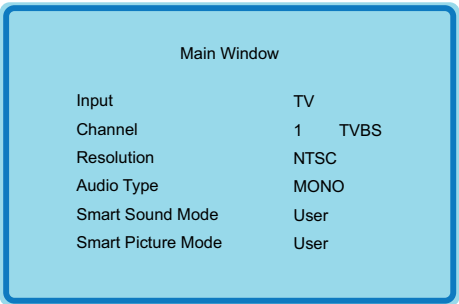 Main Window
Input TV
Channel 1 TVBS
Resolution NTSC
Audio Type MONO
Smart Sound Mode User
Smart Picture Mode User